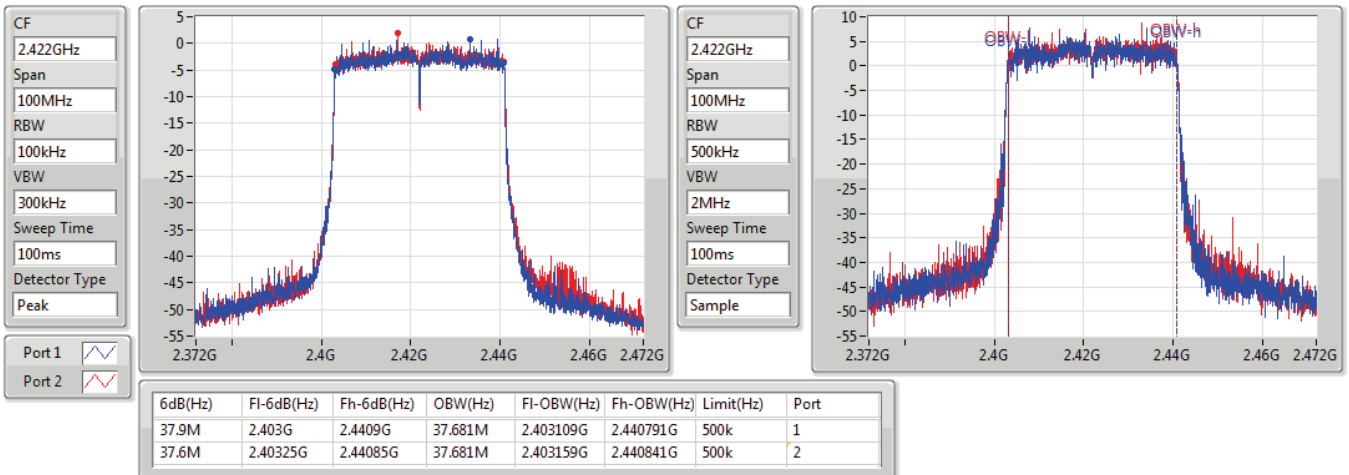 CF
2.422GHz
Span
100MHz
RBW
100kHz
VBW
300kHz
Sweep Time
100ms
Detector Type
Peak
Port 1
Port 2
5
0
-5
-10
-15
-20
-25
-30
-35
-40
-45
-50
-55
2.372G 2.4G 2.42G 2.44G 2.46G 2.472G
CF
2.422GHz
Span
100MHz
RBW
500kHz
VBW
2MHz
Sweep Time
100ms
Detector Type
Sample
10
5
0
-5
-10
-15
-20
-25
-30
-35
-40
-45
-50
-55
OBW-l OBW-h
2.372G 2.4G 2.42G 2.44G 2.46G 2.472G
6dB(Hz) Fl-6dB(Hz) Fh-6dB(Hz) OBW(Hz) Fl-OBW(Hz) Fh-OBW(Hz) Limit(Hz) Port
37.9M 2.403G 2.4409G 37.681M 2.403109G 2.440791G 500k 1
37.6M 2.40325G 2.44085G 37.681M 2.403159G 2.440841G 500k 2